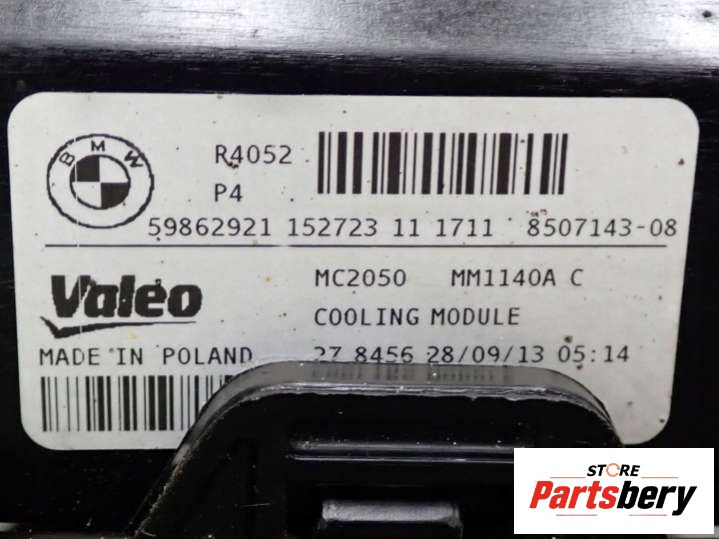 BMW
R4052
P4
59862921 152723 11 1711 8507143-08
Valeo
MC2050 MM1140A C
COOLING MODULE
MADE IN POLAND 27 8456 28/09/13 05:14
STORE
Partsbery